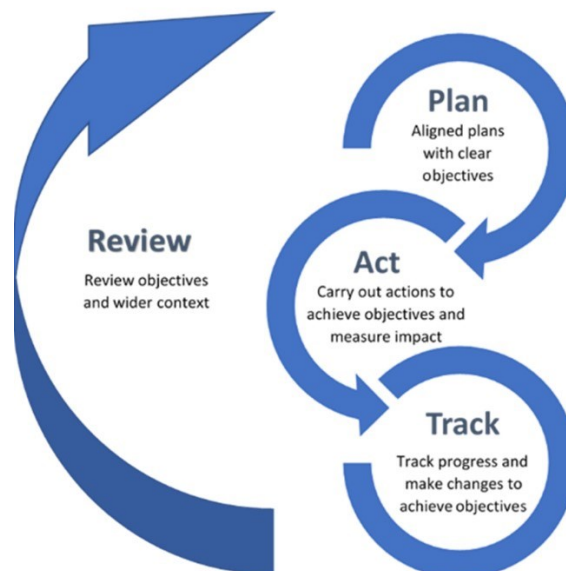 Plan
Aligned plans
with clear
objectives
Review
Review objectives
and wider context
Act
Carry out actions to
achieve objectives and
measure impact
Track
Track progress and
make changes to
achieve objectives